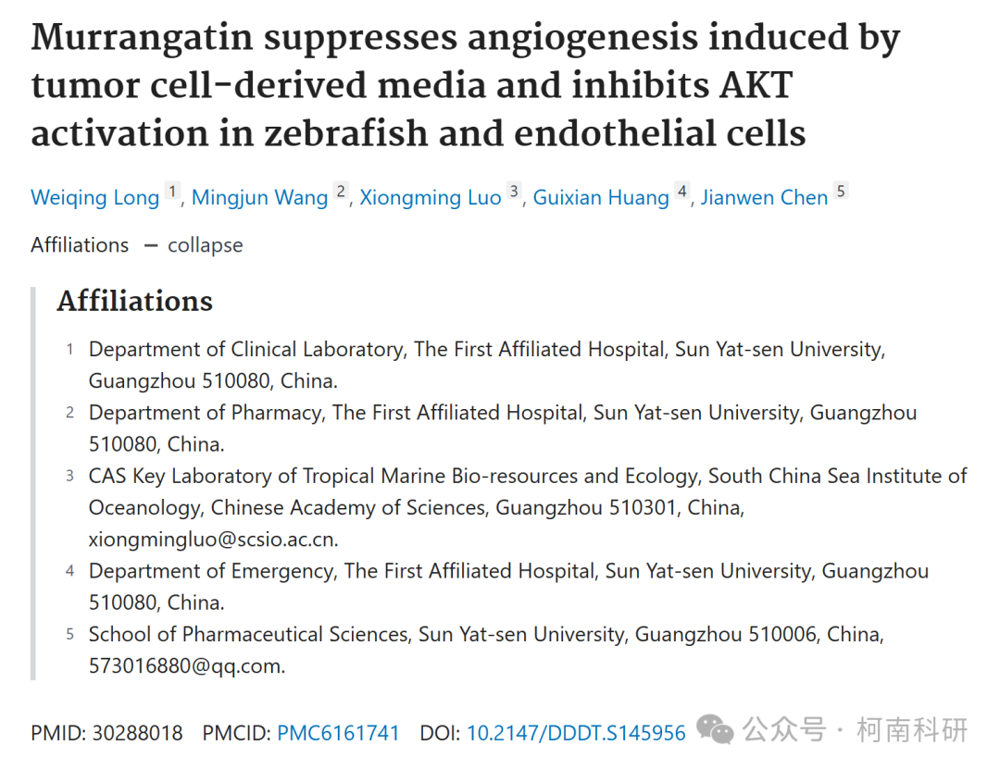 Murrangatin suppresses angiogenesis induced by
tumor cell-derived media and inhibits AKT
activation in zebrafish and endothelial cells
Weiqing Long 1, Mingjun Wang 2, Xiongming Luo 3, Guixian Huang 4, Jianwen Chen 5
Affiliations — collapse
Affiliations
1 Department of Clinical Laboratory, The First Affiliated Hospital, Sun Yat-sen University,
Guangzhou 510080, China.
2 Department of Pharmacy, The First Affiliated Hospital, Sun Yat-sen University, Guangzhou
510080, China.
3 CAS Key Laboratory of Tropical Marine Bio-resources and Ecology, South China Sea Institute of
Oceanology, Chinese Academy of Sciences, Guangzhou 510301, China,
xiongmingluo@scsio.ac.cn.
4 Department of Emergency, The First Affiliated Hospital, Sun Yat-sen University, Guangzhou
510080, China.
5 School of Pharmaceutical Sciences, Sun Yat-sen University, Guangzhou 510006, China,
573016880@qq.com.
PMID: 30288018 PMCID: PMC6161741 DOI: 10.2147/DDDT.S145956 公众号 · 柯南科研